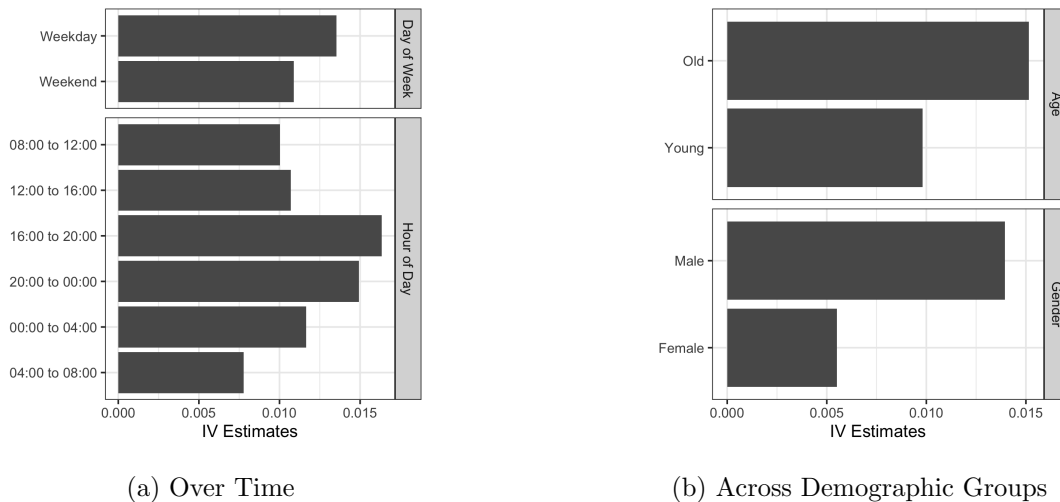 Weekday
Weekend
Day of Week
08:00 to 12:00
12:00 to 16:00
16:00 to 20:00
20:00 to 00:00
00:00 to 04:00
04:00 to 08:00
Hour of Day
0.000 0.005 0.010 0.015
IV Estimates
(a) Over Time
Old
Young
Age
Male
Female
Gender
0.000 0.005 0.010 0.015
IV Estimates
(b) Across Demographic Groups